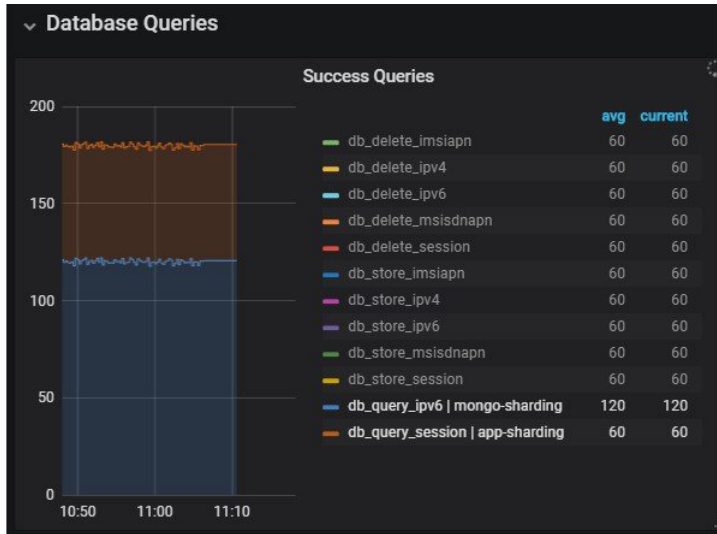 Database Queries
Success Queries
200
150
100
50
0
10:50 11:00 11:10
avg current
db_delete_imsiapn 60 60
db_delete_ipv4 60 60
db_delete_ipv6 60 60
db_delete_msisdnapn 60 60
db_delete_session 60 60
db_store_imsiapn 60 60
db_store_ipv4 60 60
db_store_ipv6 60 60
db_store_msisdnapn 60 60
db_store_session 60 60
db_query_ipv6 | mongo-sharding 120 120
db_query_session | app-sharding 60 60